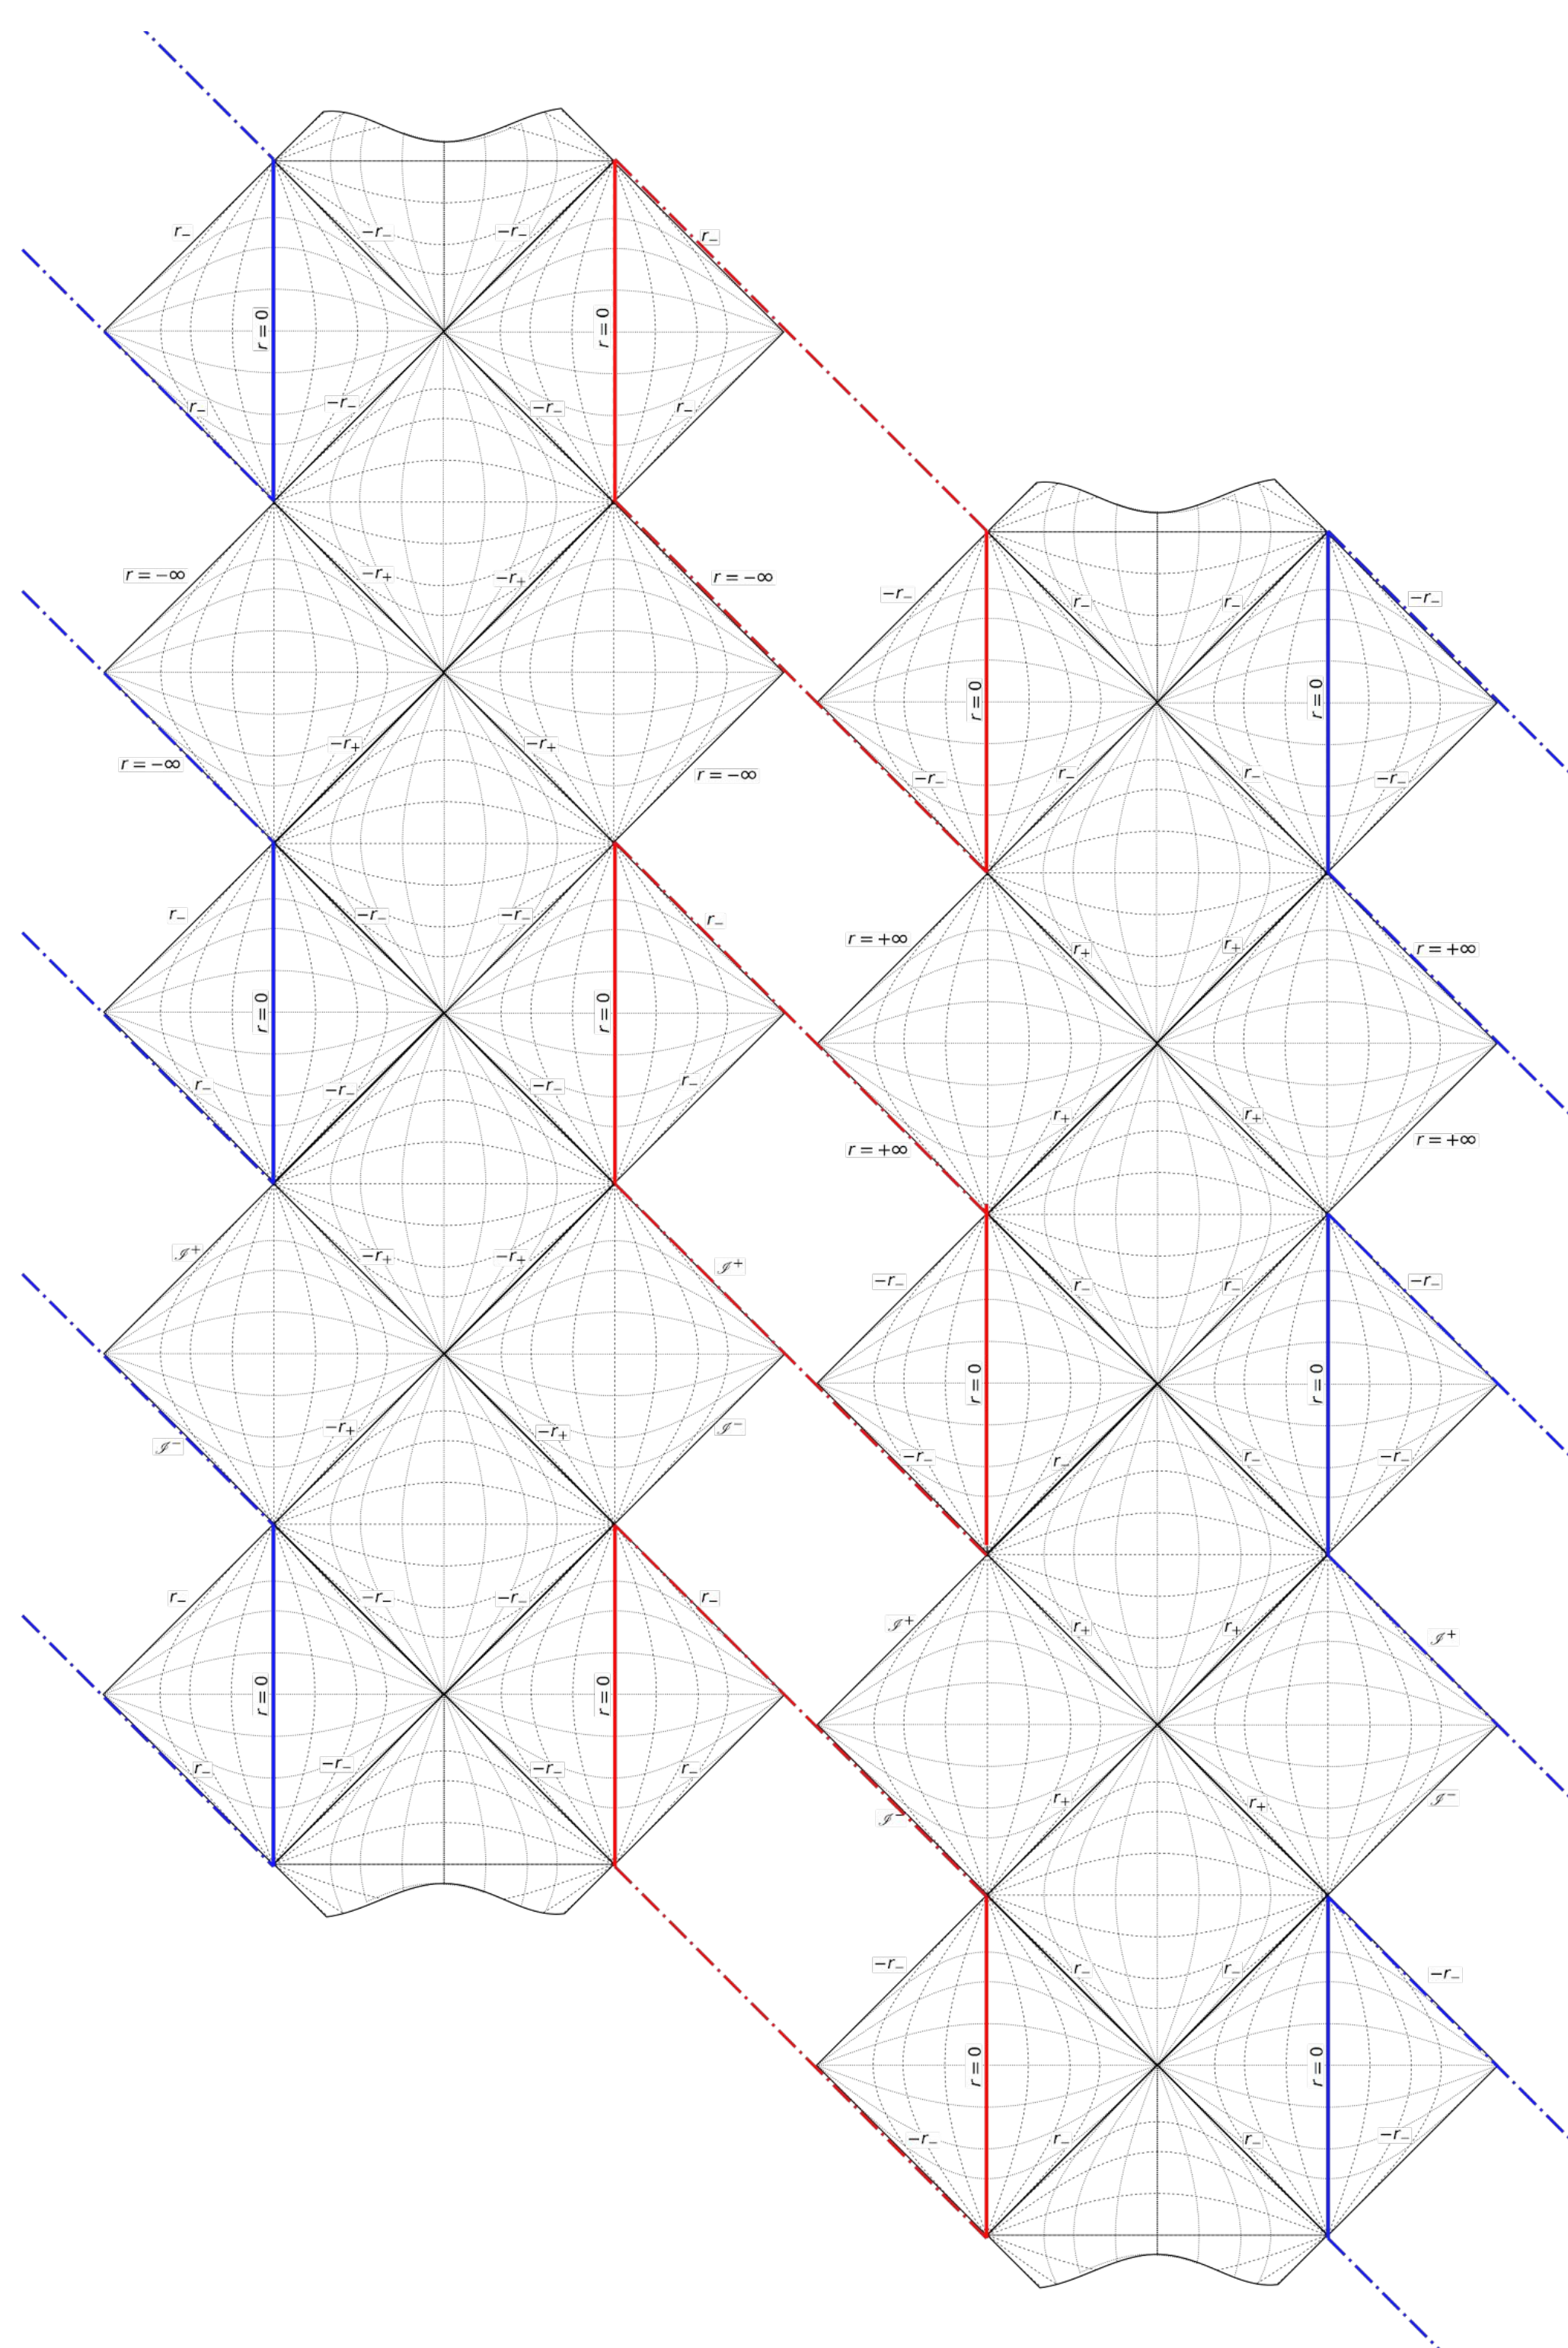 r₋ −r₋ −r₋ r₋
r=0 r=0
r₋ −r₋ −r₋ r₋
r=−∞ −r₊ −r₊ r=−∞
r=−∞ −r₊ −r₊ r=−∞
r₋ −r₋ −r₋ r₋
r=0 r=0
r₋ −r₋ −r₋ r₋
ℐ⁺ −r₊ −r₊ ℐ⁺
ℐ⁻ −r₊ −r₊ ℐ⁻
r₋ −r₋ −r₋ r₋
r=0 r=0
r₋ −r₋ −r₋ r₋
−r₋ r₋ r₋ −r₋
r=0 r=0
−r₋ r₋ r₋ −r₋
r=+∞ r₊ r₊ r=+∞
r=+∞ r₊ r₊ r=+∞
−r₋ r₋ r₋ −r₋
r=0 r=0
−r₋ r₋ r₋ −r₋
ℐ⁺ r₊ r₊ ℐ⁺
ℐ⁻ r₊ r₊ ℐ⁻
−r₋ r₋ r₋ −r₋
r=0 r=0
−r₋ r₋ r₋ −r₋